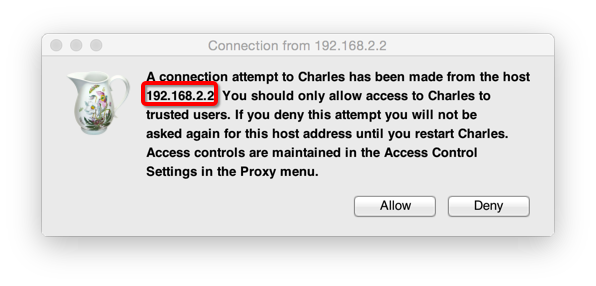 Connection from 192.168.2.2
A connection attempt to Charles has been made from the host
192.168.2.2. You should only allow access to Charles to
trusted users. If you deny this attempt you will not be
asked again for this host address until you restart Charles.
Access controls are maintained in the Access Control
Settings in the Proxy menu.
Allow Deny